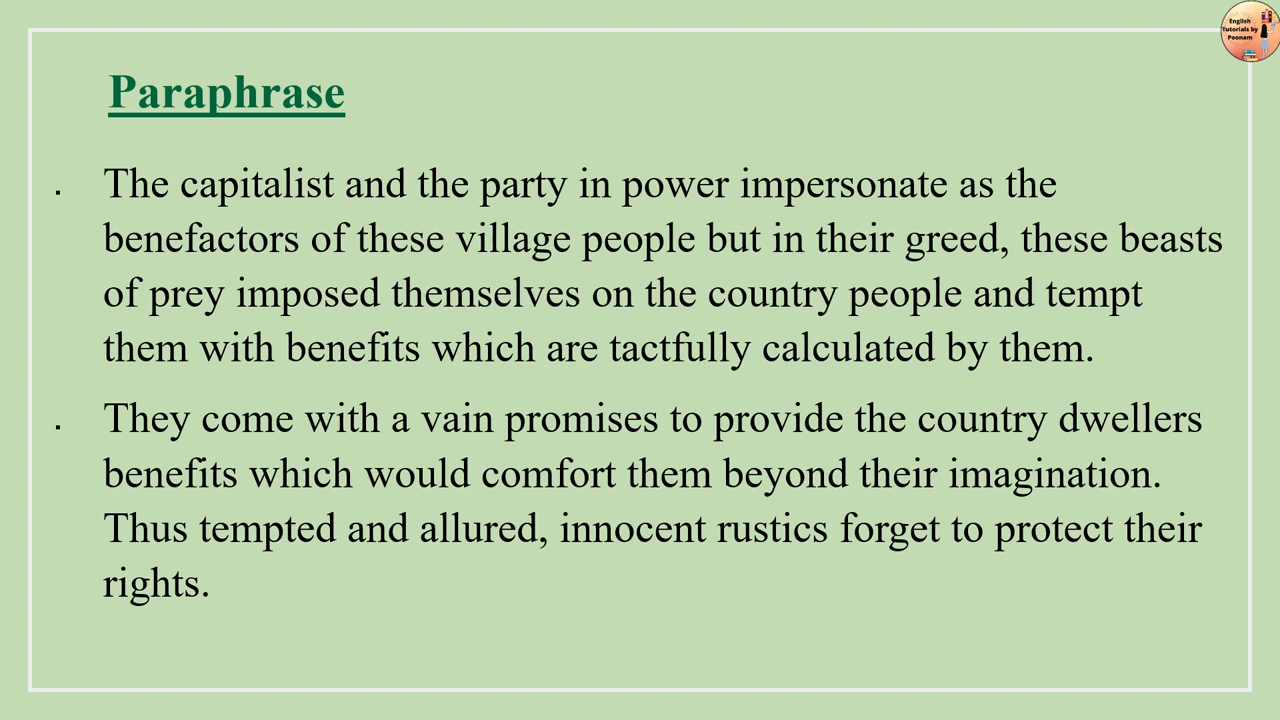 English
Tutorials by
Poonam
Paraphrase
. The capitalist and the party in power impersonate as the
benefactors of these village people but in their greed, these beasts
of prey imposed themselves on the country people and tempt
them with benefits which are tactfully calculated by them.
. They come with a vain promises to provide the country dwellers
benefits which would comfort them beyond their imagination.
Thus tempted and allured, innocent rustics forget to protect their
rights.